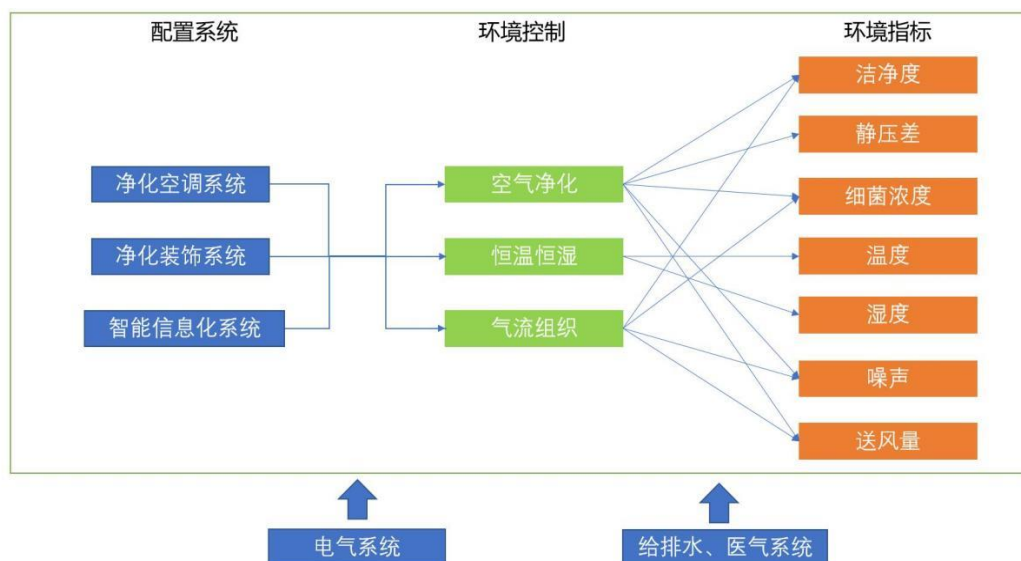 配置系统
环境控制
环境指标
洁净度
静压差
净化空调系统
空气净化
细菌浓度
净化装饰系统
恒温恒湿
温度
智能信息化系统
气流组织
湿度
噪声
送风量
电气系统
给排水、医气系统